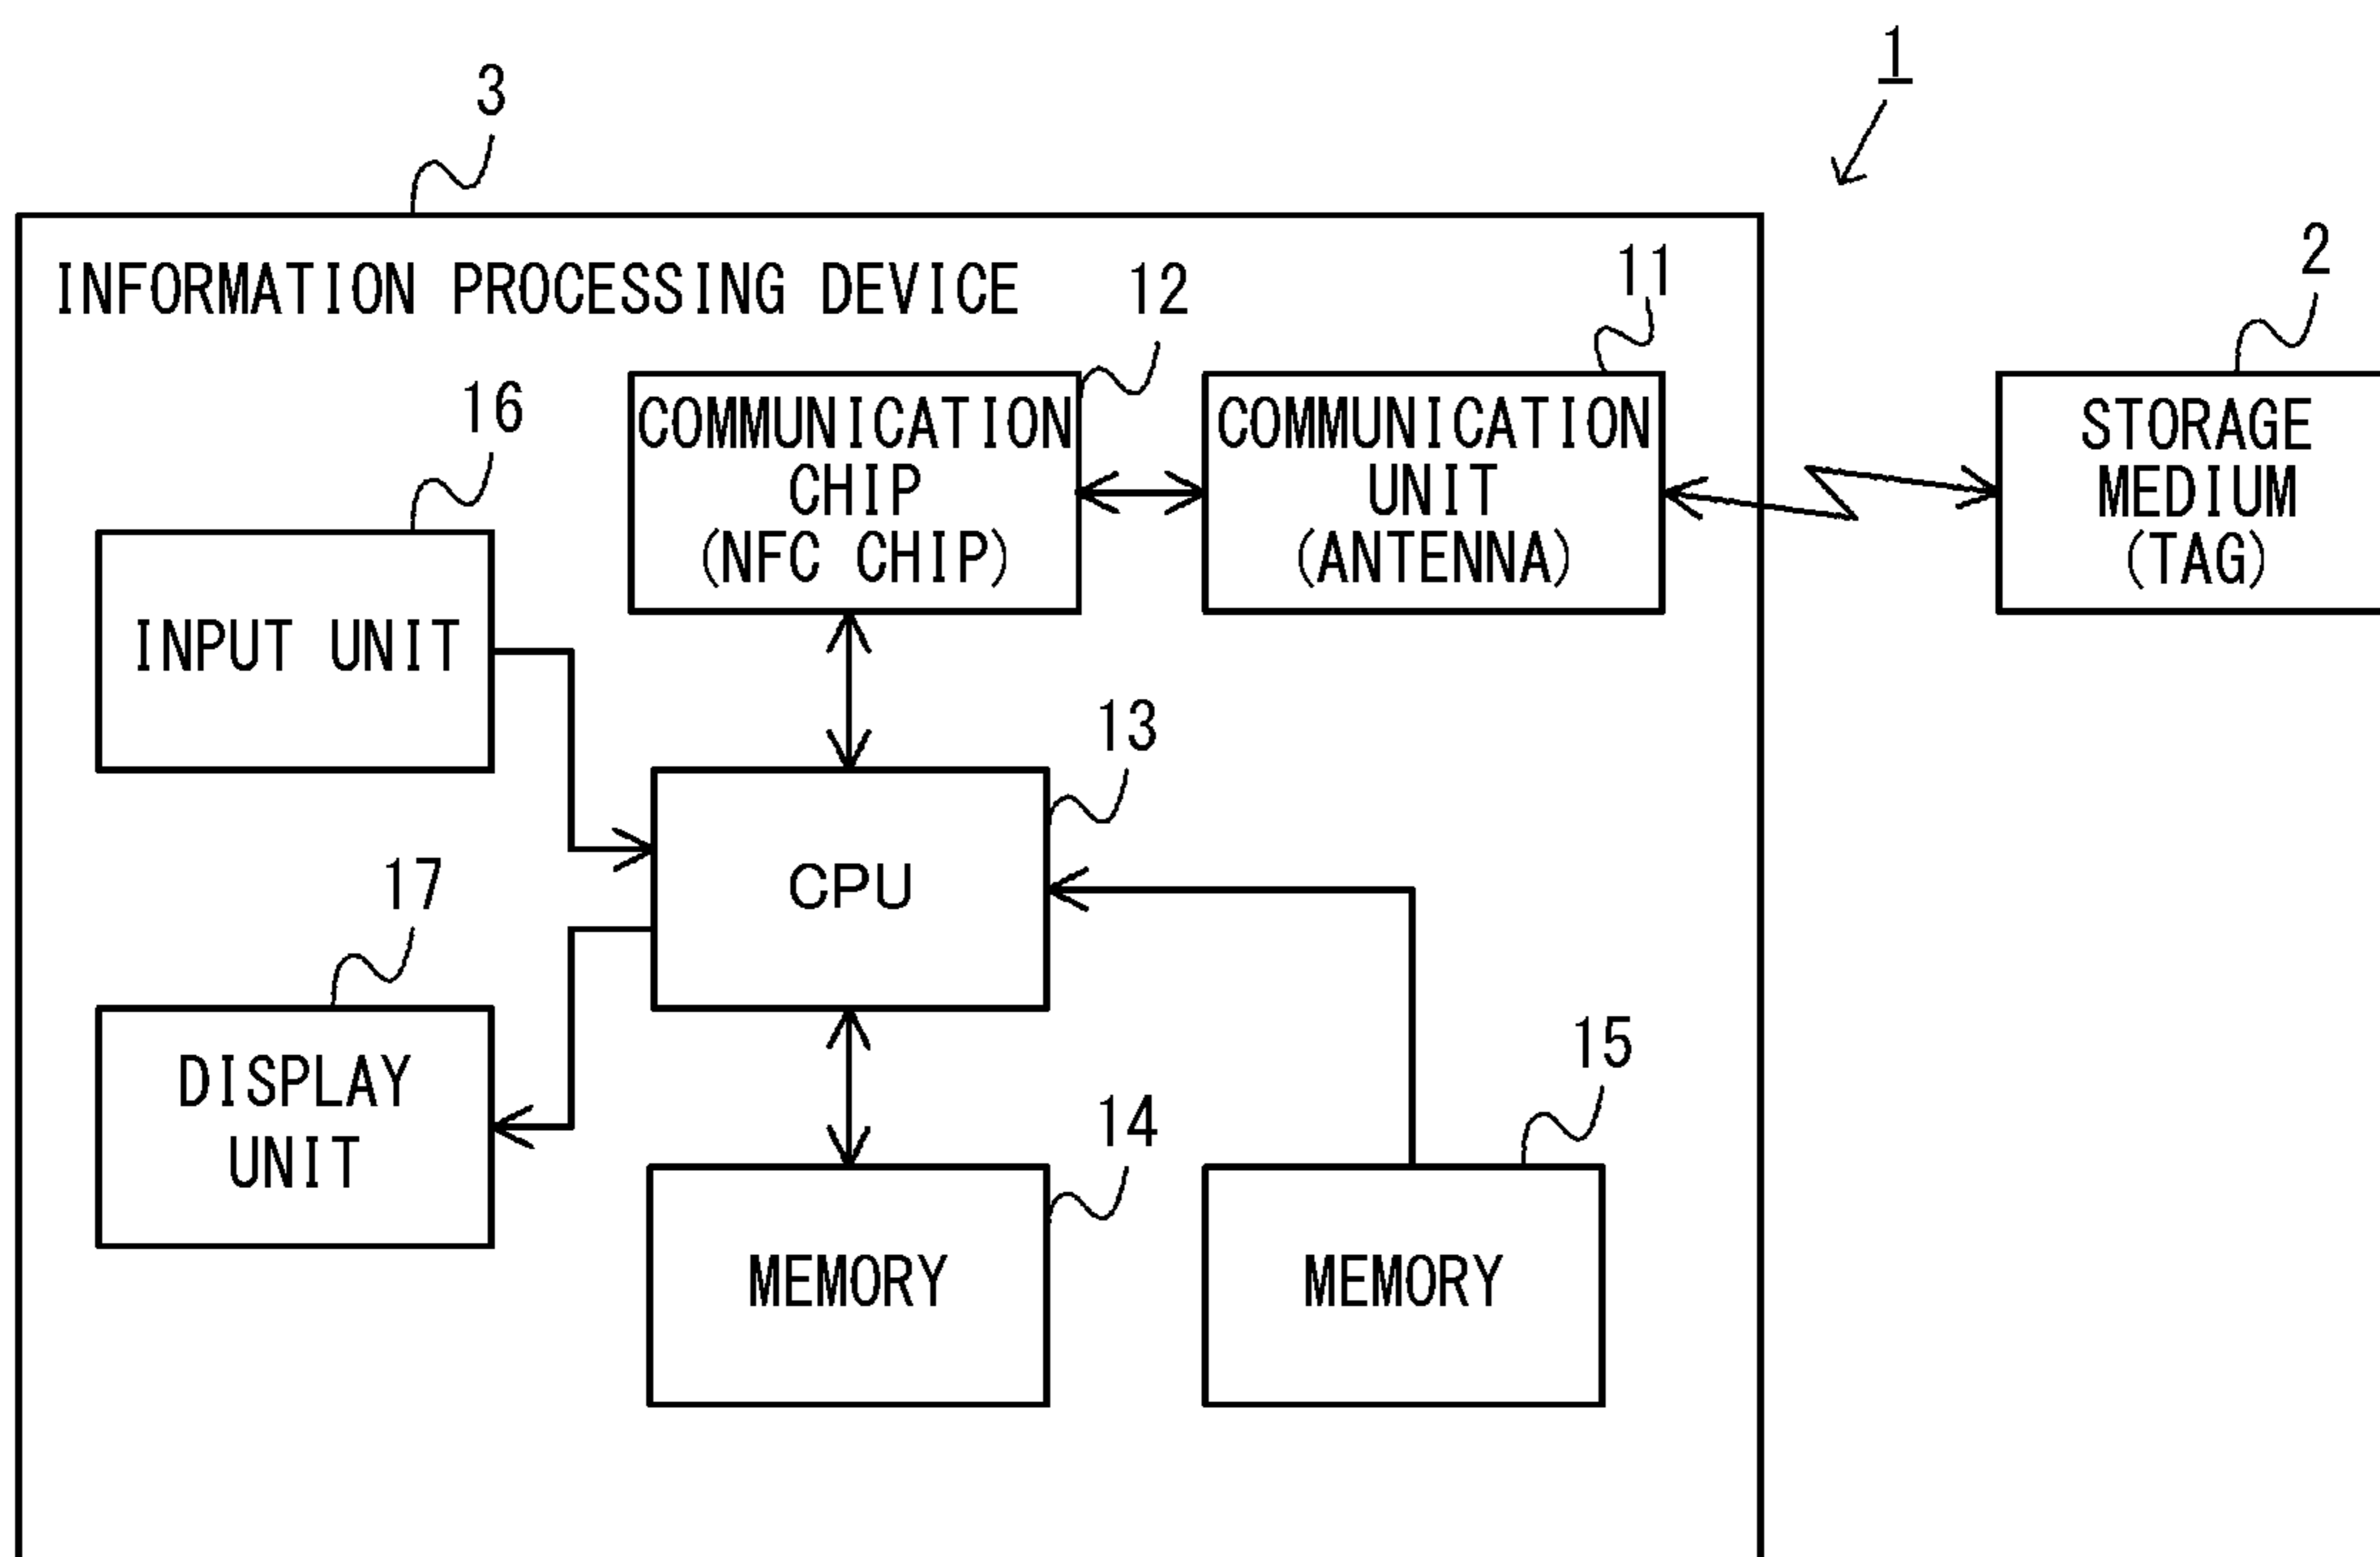 1
3
INFORMATION PROCESSING DEVICE
12
11
2
16
COMMUNICATION
CHIP
(NFC CHIP)
COMMUNICATION
UNIT
(ANTENNA)
STORAGE
MEDIUM
(TAG)
INPUT UNIT
13
CPU
17
DISPLAY
UNIT
14
MEMORY
15
MEMORY